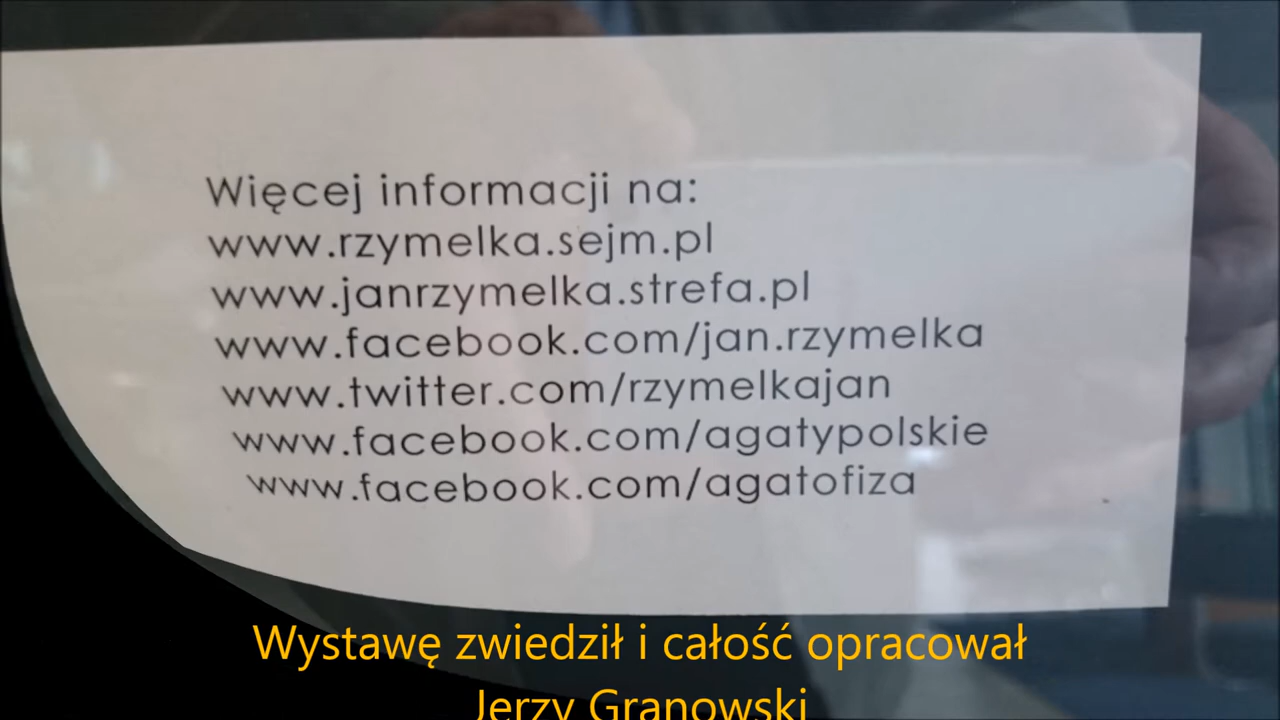 Więcej informacji na:
www.rzymelka.sejm.pl
www.janrzymelka.strefa.pl
www.facebook.com/jan.rzymelka
www.twitter.com/rzymelkajan
www.facebook.com/agatypolskie
www.facebook.com/agatofiza
Wystawę zwiedził i całość opracował
Jerzy Granowski